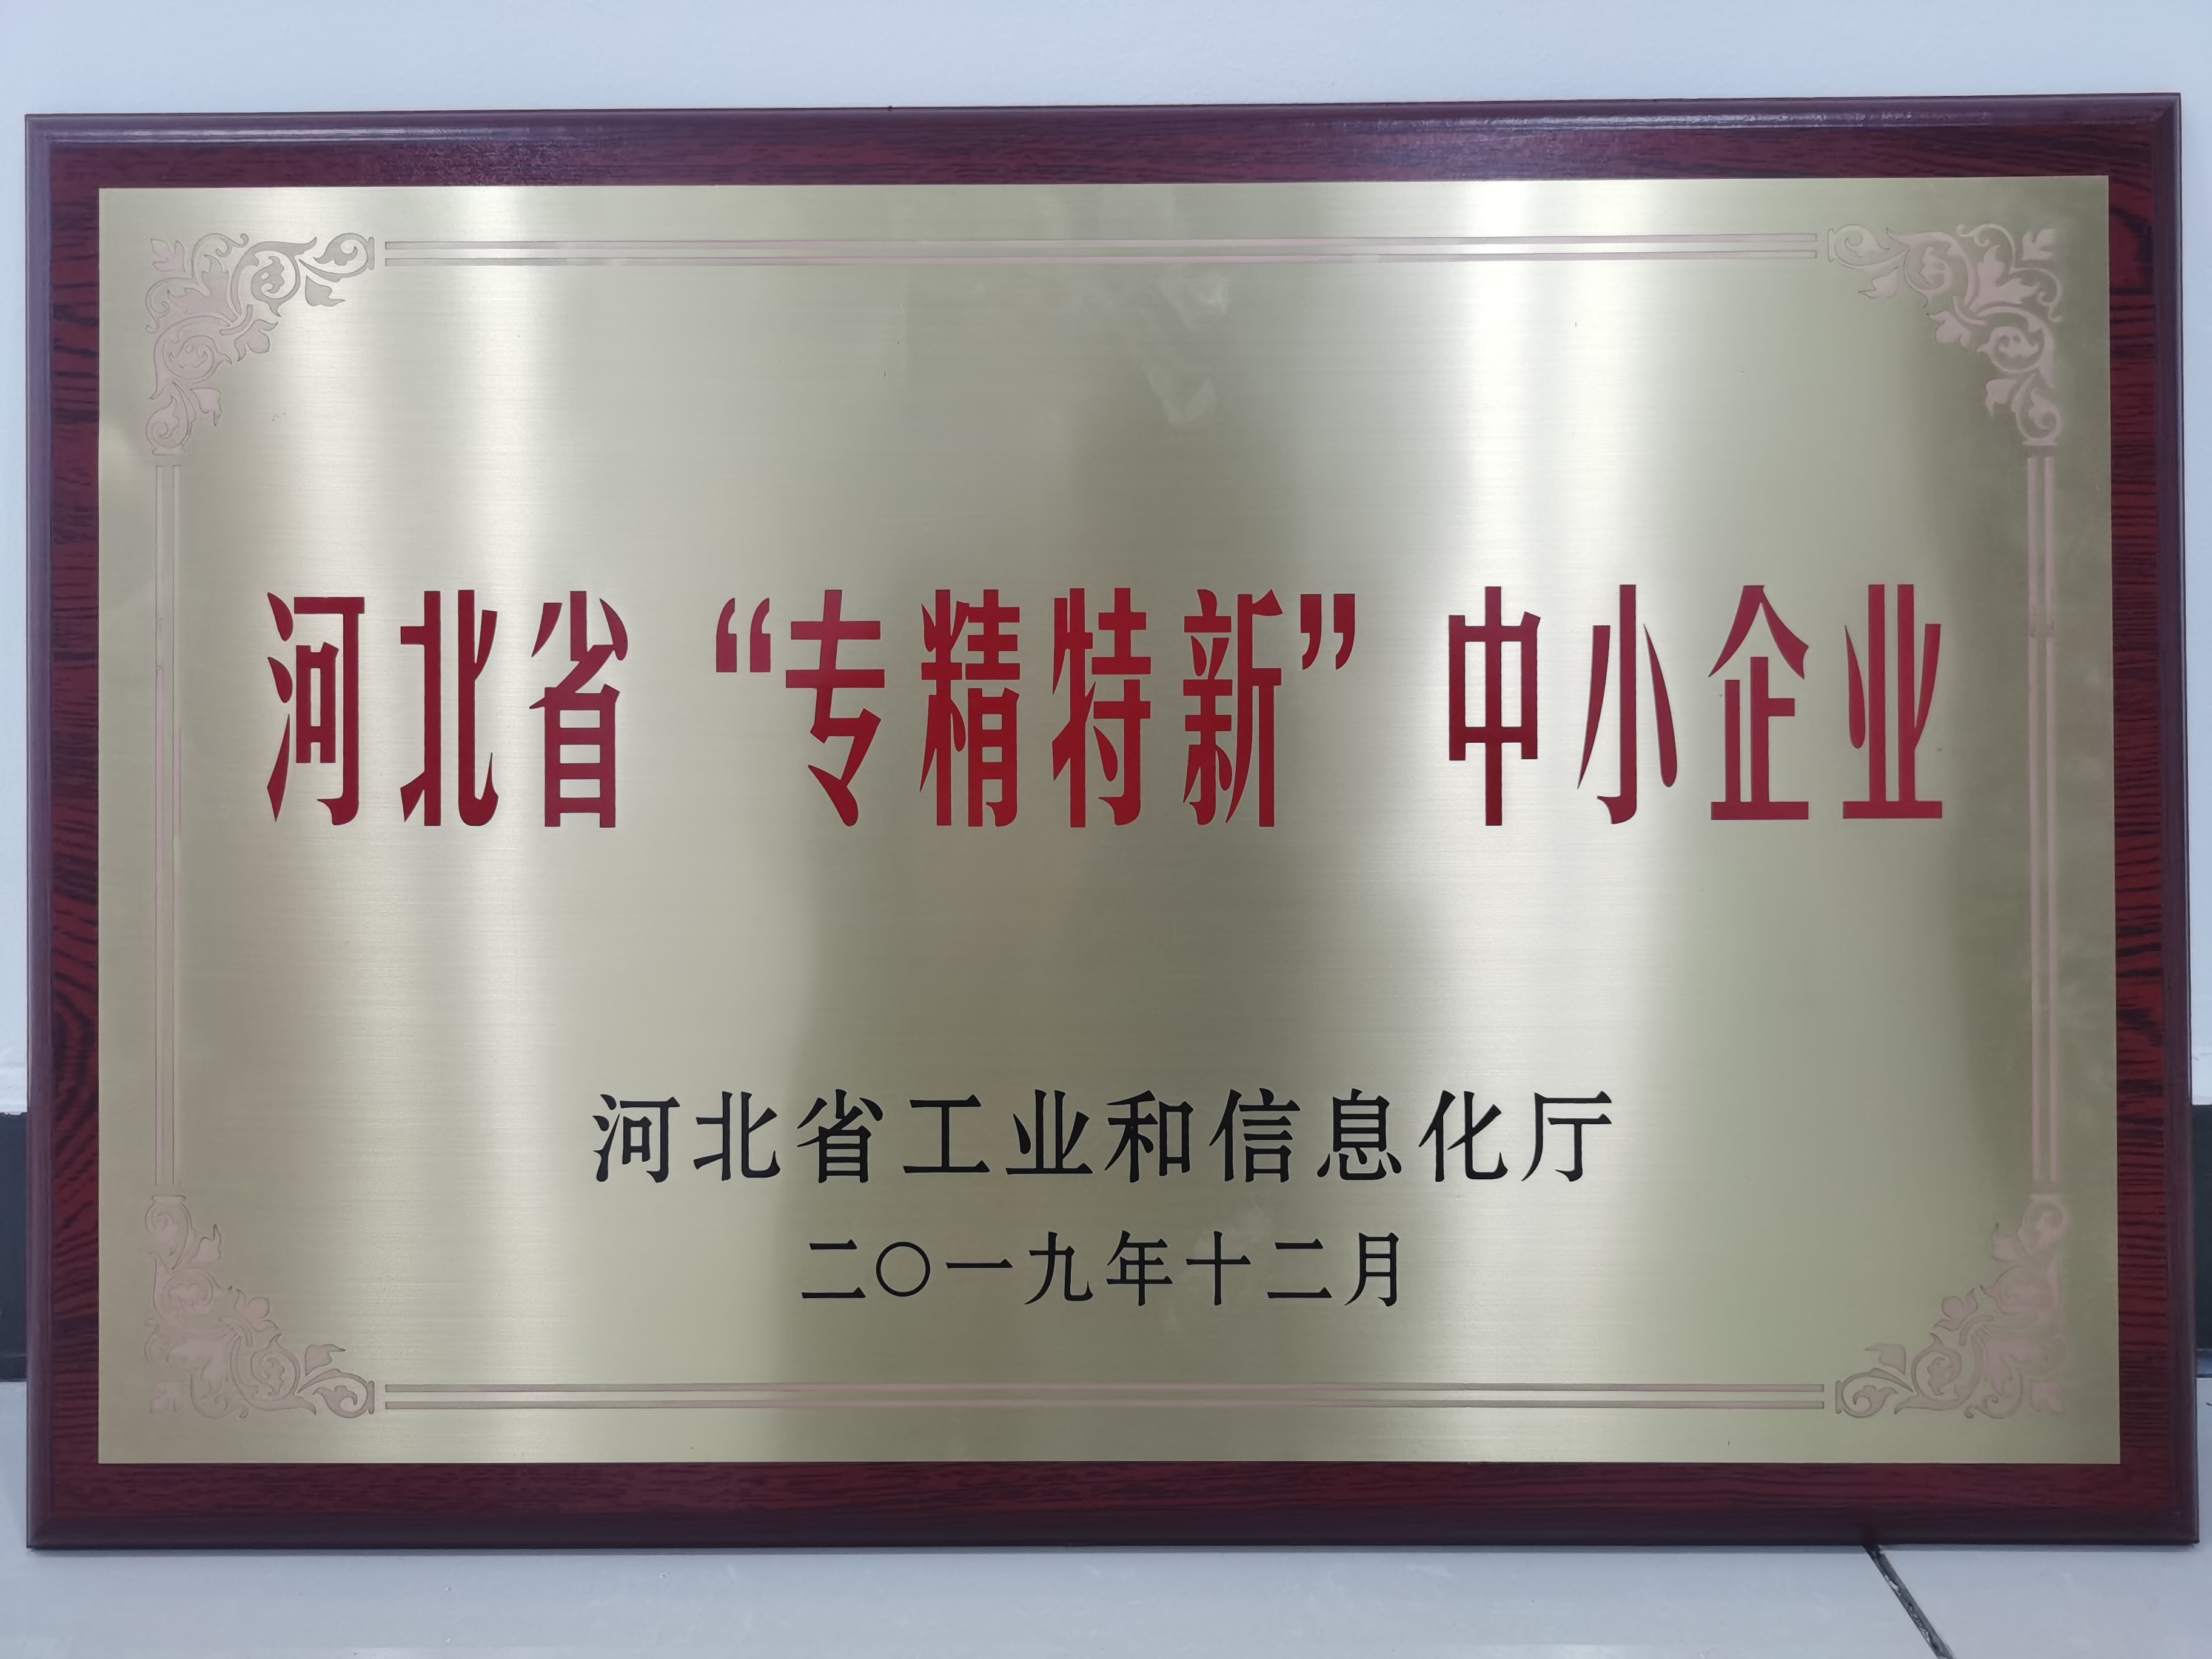 河北省“专精特新”中小企业
河北省工业和信息化厅
二〇一九年十二月